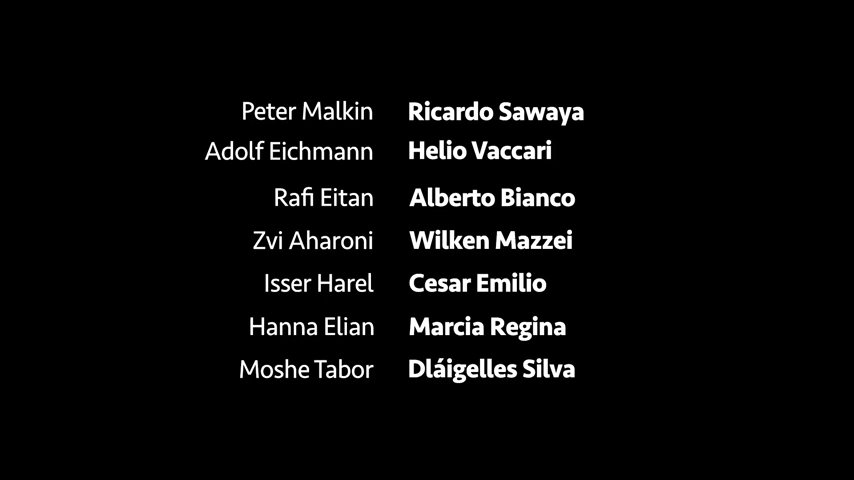 Peter Malkin Ricardo Sawaya
Adolf Eichmann Helio Vaccari
Rafi Eitan Alberto Bianco
Zvi Aharoni Wilken Mazzei
Isser Harel Cesar Emilio
Hanna Elian Marcia Regina
Moshe Tabor Dláigelles Silva